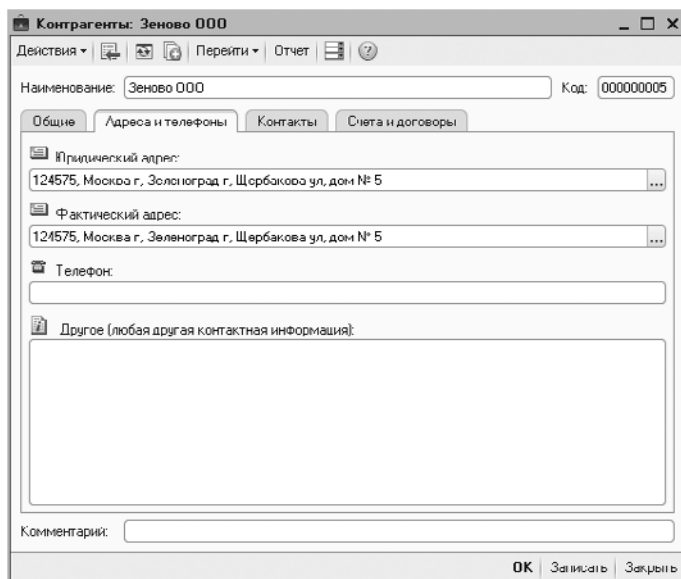 Контрагенты: Зеново ООО
Действия Перейти Отчет
Наименование: Зеново ООО Код: 000000005
Общие Адреса и телефоны Контакты Счета и договоры
Юридический адрес:
124575, Москва г, Зеленоград г, Щербакова ул, дом № 5 ...
Фактический адрес:
124575, Москва г, Зеленоград г, Щербакова ул, дом № 5 ...
Телефон:
Другое (любая другая контактная информация):
Комментарий:
OK Записать Закрыть